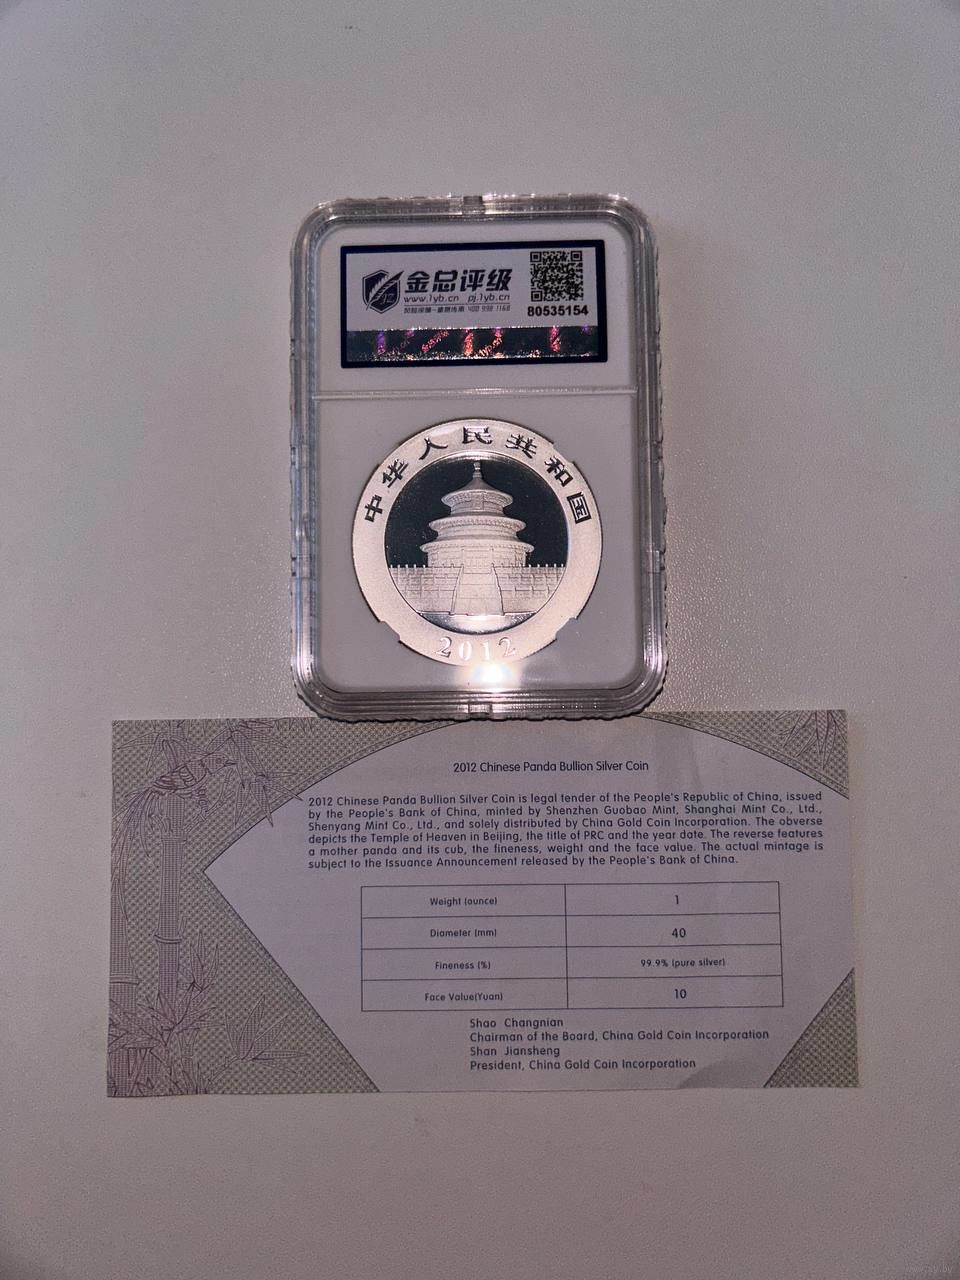 金总评级
www.1yb.cn pj.1yb.cn
400 998 1168
80535154
中华人民共和国
2012
2012 Chinese Panda Bullion Silver Coin
2012 Chinese Panda Bullion Silver Coin is legal tender of the People's Republic of China, issued
by the People's Bank of China, minted by Shenzhen Guobao Mint, Shanghai Mint Co., Ltd.,
Shenyang Mint Co., Ltd., and solely distributed by China Gold Coin Incorporation. The obverse
depicts the Temple of Heaven in Beijing, the title of PRC and the year date. The reverse features
a mother panda and its cub, the fineness, weight and the face value. The actual mintage is
subject to the Issuance Announcement released by the People's Bank of China.
Weight (ounce) 1
Diameter (mm) 40
Fineness (%) 99.9% (pure silver)
Face Value(Yuan) 10
Shao Changnian
Chairman of the Board, China Gold Coin Incorporation
Shan Jiansheng
President, China Gold Coin Incorporation